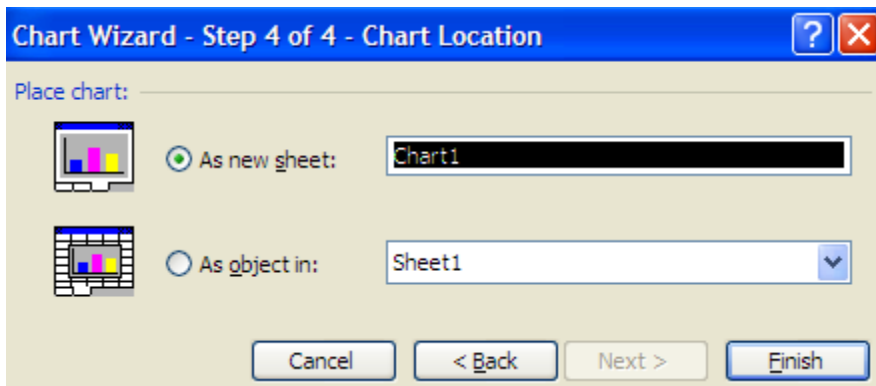 Chart Wizard - Step 4 of 4 - Chart Location
Place chart:
As new sheet: Chart1
As object in: Sheet1
Cancel < Back Next > Finish